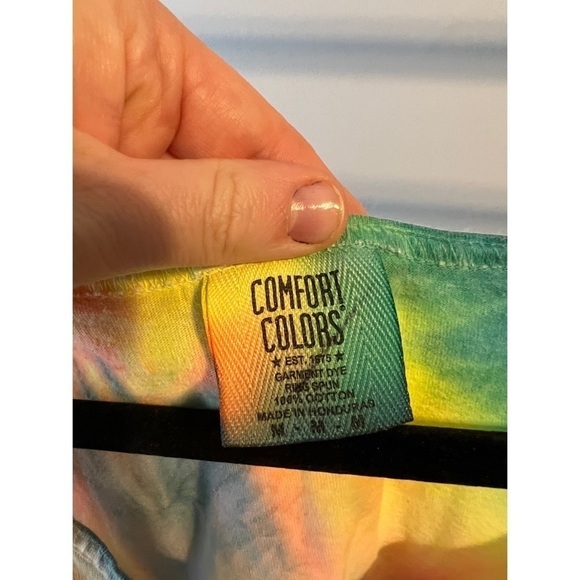 COMFORT
COLORS®
★ EST. 1975 ★
GARMENT DYE
RING SPUN
100% COTTON
MADE IN HONDURAS
M - M - M